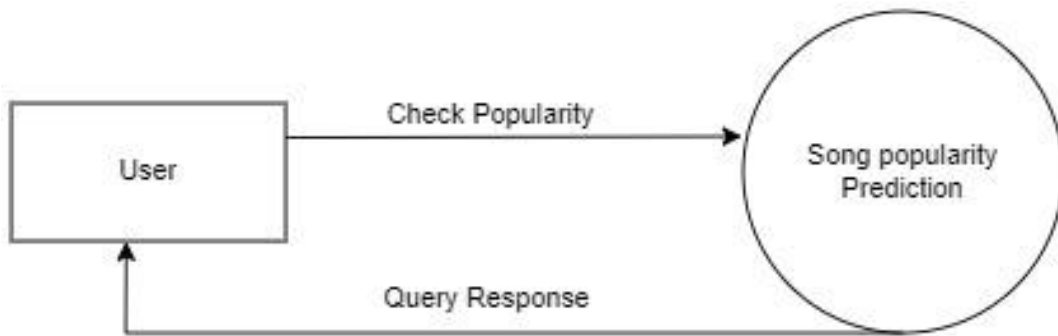 Check Popularity
User
Song popularity
Prediction
Query Response